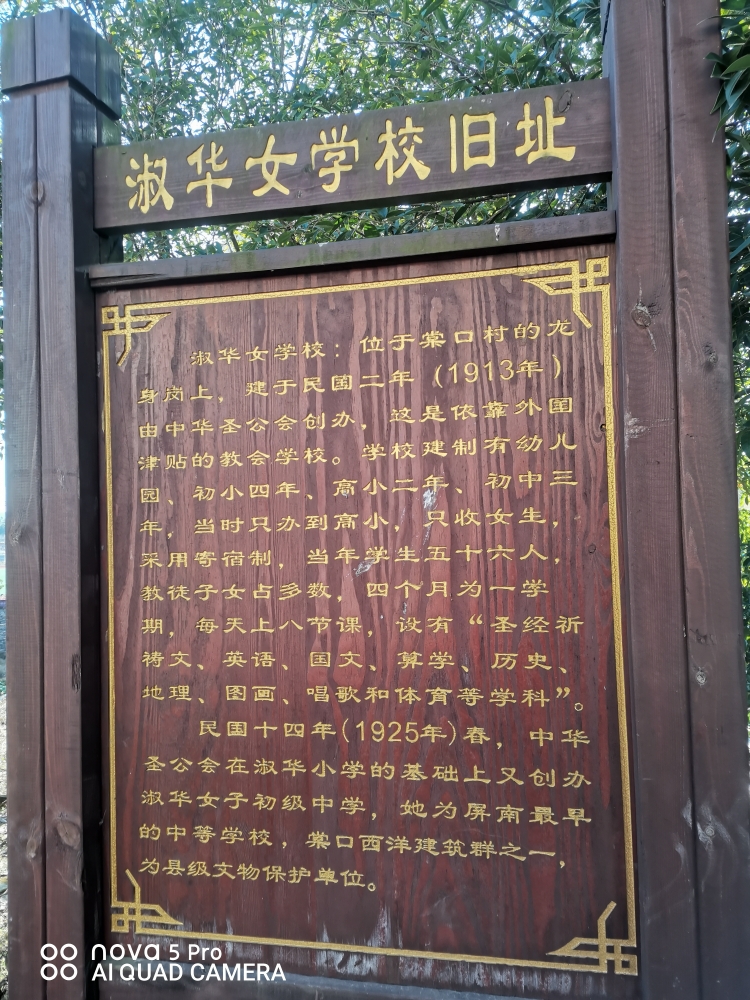 淑华女学校旧址
淑华女学校：位于棠口村的龙
身岗上，建于民国二年（1913年）
由中华圣公会创办，这是依靠外国
津贴的教会学校。学校建制有幼儿
园、初小四年、高小二年、初中三
年，当时只办到高小，只收女生，
采用寄宿制，当年学生五十六人，
教徒子女占多数，四个月为一学
期，每天上八节课，设有“圣经祈
祷文、英语、国文、算学、历史、
地理、图画、唱歌和体育等学科”。
民国十四年(1925年)春，中华
圣公会在淑华小学的基础上又创办
淑华女子初级中学，她为屏南最早
的中等学校，棠口西洋建筑群之一，
为县级文物保护单位。
nova 5 Pro
AI QUAD CAMERA